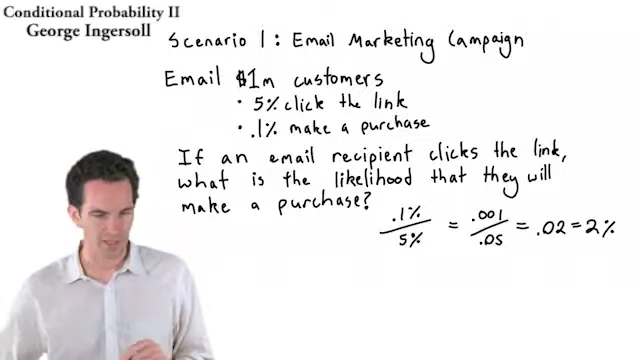 Conditional Probability II
George Ingersoll
Scenario 1: Email Marketing Campaign
Email $1m customers
• 5% click the link
• .1% make a purchase
If an email recipient clicks the link,
what is the likelihood that they will
make a purchase?
.1% / 5% = .001 / .05 = .02 = 2%